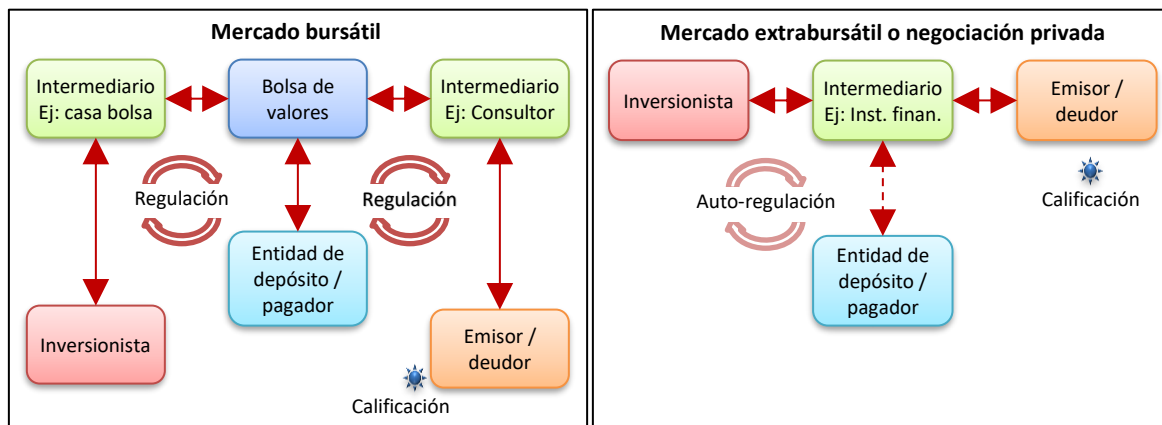 Mercado bursátil
Intermediario
Ej: casa bolsa
Bolsa de
valores
Intermediario
Ej: Consultor
Regulación
Regulación
Entidad de
depósito /
pagador
Inversionista
Emisor /
deudor
Calificación
Mercado extrabursátil o negociación privada
Inversionista
Intermediario
Ej: Inst. finan.
Emisor /
deudor
Auto-regulación
Calificación
Entidad de
depósito /
pagador